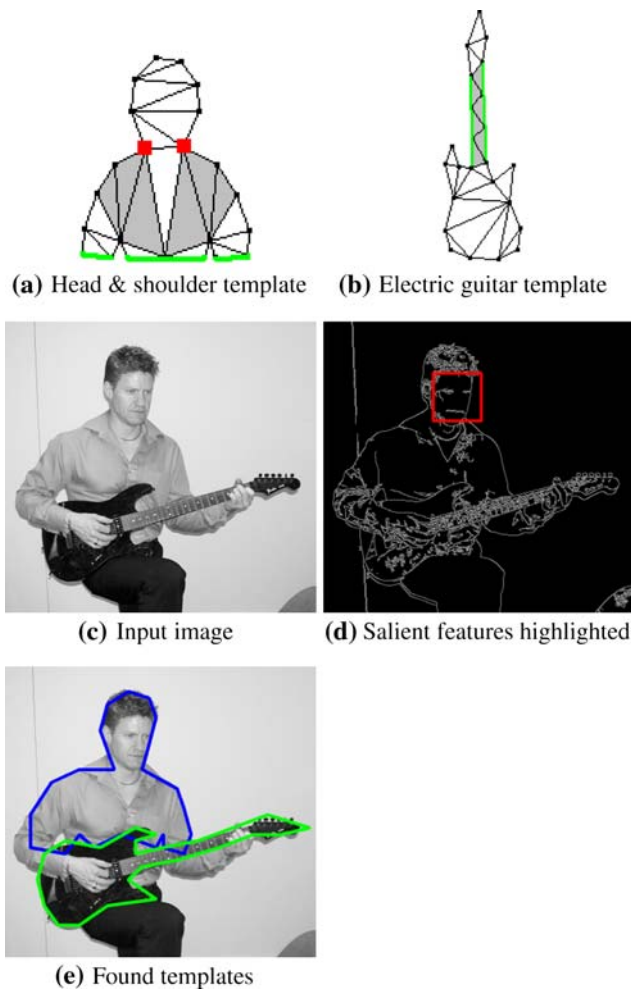 (a) Head & shoulder template
(b) Electric guitar template
(c) Input image
(d) Salient features highlighted
(e) Found templates